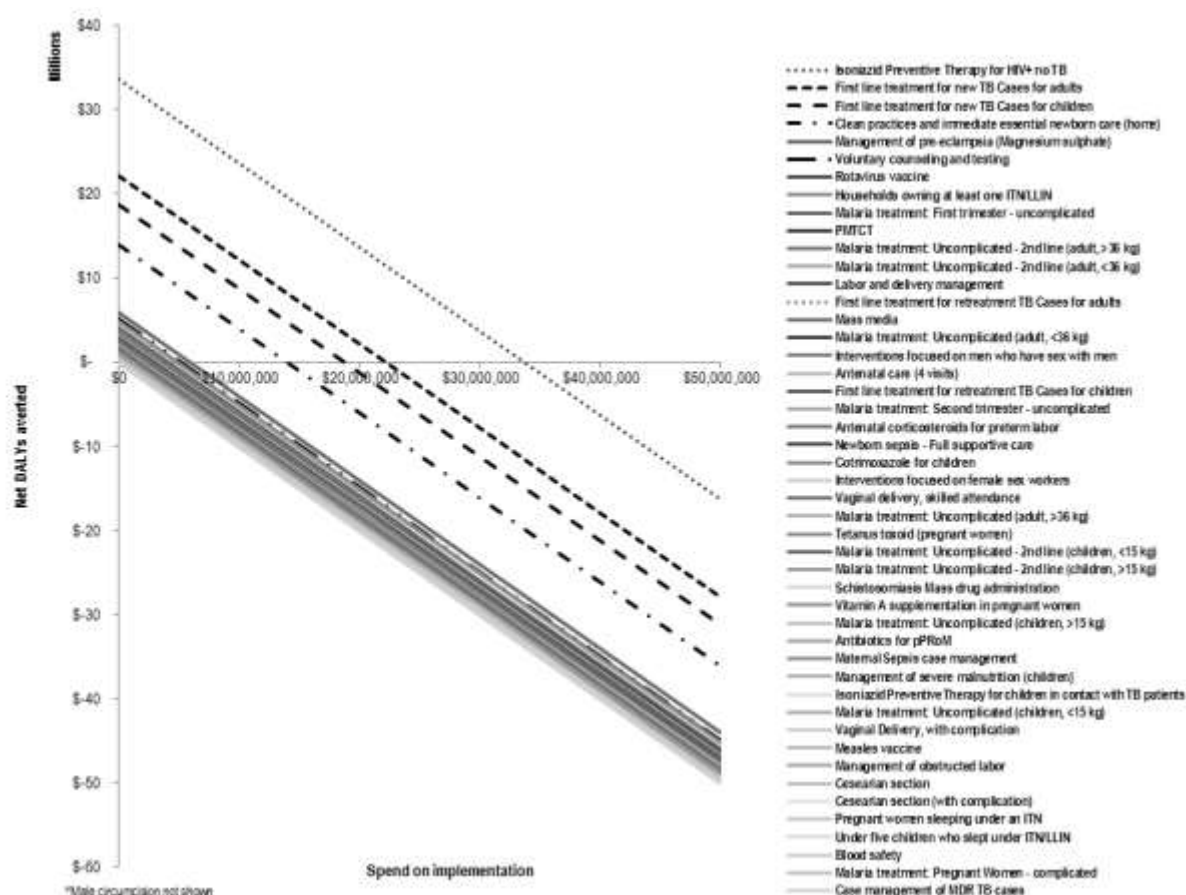 $40
Millions
$30
$20
$10
$-
$-10
$-20
$-30
$-40
$-50
$-60
Net DALYs averted
$0
$10,000,000
$20,000,000
$30,000,000
$40,000,000
$50,000,000
Spend on implementation
*Male circumcision not shown
Isoniazid Preventive Therapy for HIV+ no TB
First line treatment for new TB Cases for adults
First line treatment for new TB Cases for children
Clean practices and immediate essential newborn care (home)
Management of pre-eclampsia (Magnesium sulphate)
Voluntary counseling and testing
Rotavirus vaccine
Households owning at least one ITN/LLIN
Malaria treatment: First trimester - uncomplicated
PMTCT
Malaria treatment: Uncomplicated - 2nd line (adult, >36 kg)
Malaria treatment: Uncomplicated - 2nd line (adult, <36 kg)
Labor and delivery management
First line treatment for retreatment TB Cases for adults
Mass media
Malaria treatment: Uncomplicated (adult, <36 kg)
Interventions focused on men who have sex with men
Antenatal care (4 visits)
First line treatment for retreatment TB Cases for children
Malaria treatment: Second trimester - uncomplicated
Antenatal corticosteroids for preterm labor
Newborn sepsis - Full supportive care
Cotrimoxazole for children
Interventions focused on female sex workers
Vaginal delivery, skilled attendance
Malaria treatment: Uncomplicated (adult, >36 kg)
Tetanus toxoid (pregnant women)
Malaria treatment: Uncomplicated - 2nd line (children, <15 kg)
Malaria treatment: Uncomplicated - 2nd line (children, >15 kg)
Schistosomiasis Mass drug administration
Vitamin A supplementation in pregnant women
Malaria treatment: Uncomplicated (children, >15 kg)
Antibiotics for pPRoM
Maternal Sepsis case management
Management of severe malnutrition (children)
Isoniazid Preventive Therapy for children in contact with TB patients
Malaria treatment: Uncomplicated (children, <15 kg)
Vaginal Delivery, with complication
Measles vaccine
Management of obstructed labor
Cesearian section
Cesearian section (with complication)
Pregnant women sleeping under an ITN
Under five children who slept under ITN/LLIN
Blood safety
Malaria treatment: Pregnant Women - complicated
Case management of MDR TB cases